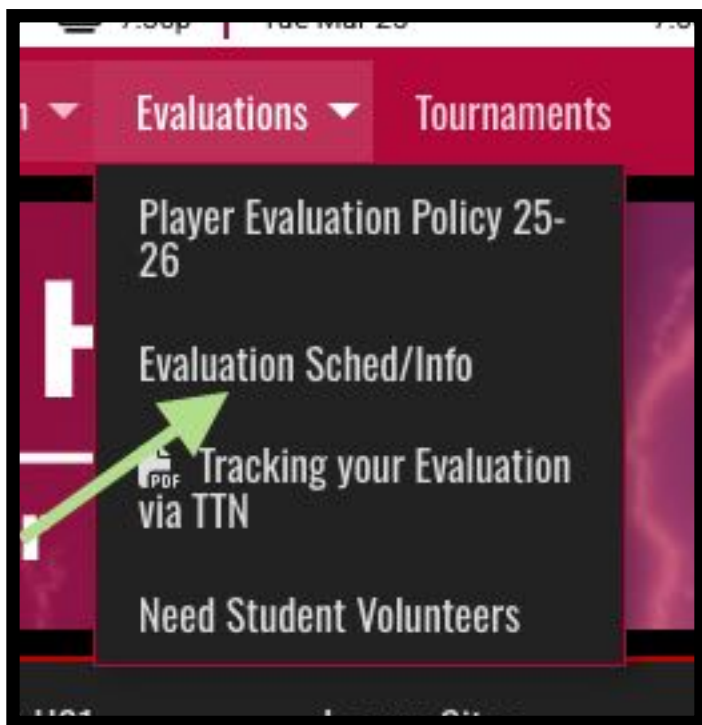 Evaluations
Tournaments
Player Evaluation Policy 25-
26
Evaluation Sched/Info
PDF Tracking your Evaluation
via TTN
Need Student Volunteers